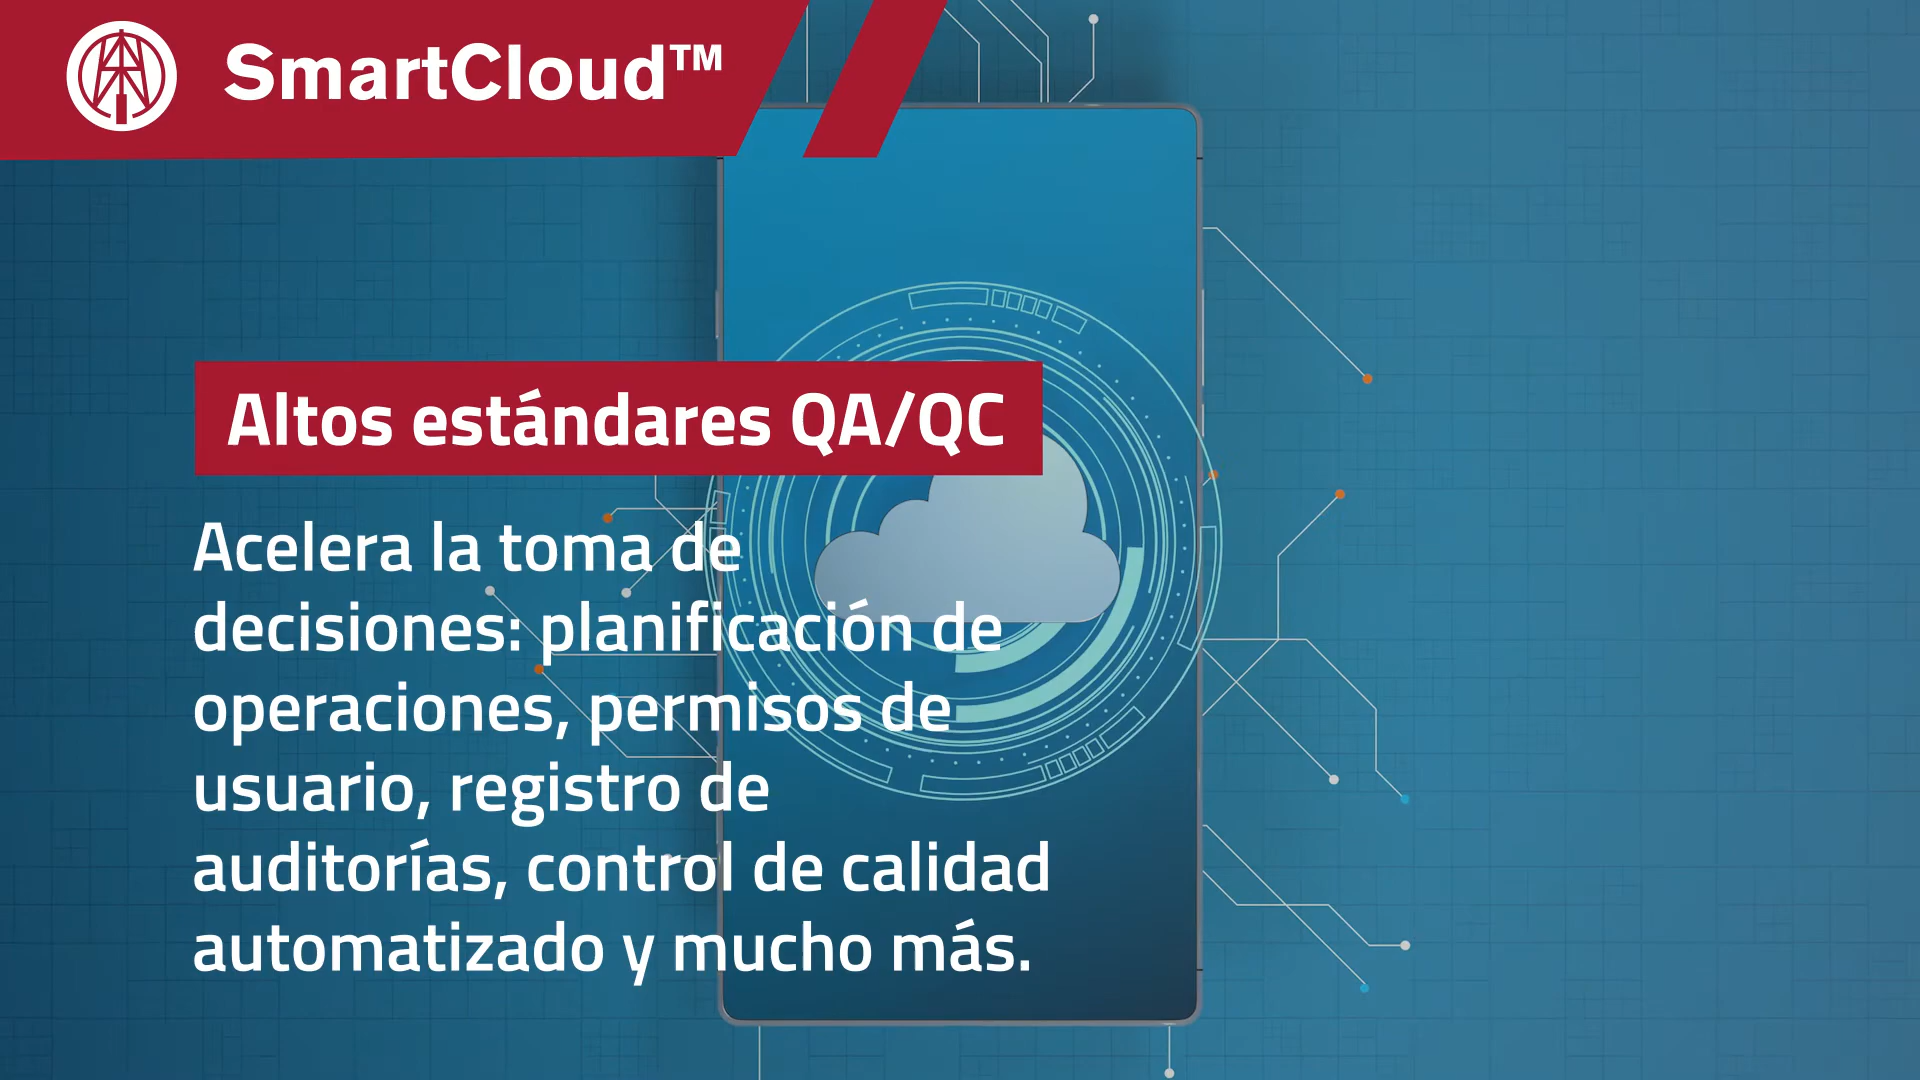 SmartCloud™
Altos estándares QA/QC
Acelera la toma de
decisiones: planificación de
operaciones, permisos de
usuario, registro de
auditorías, control de calidad
automatizado y mucho más.